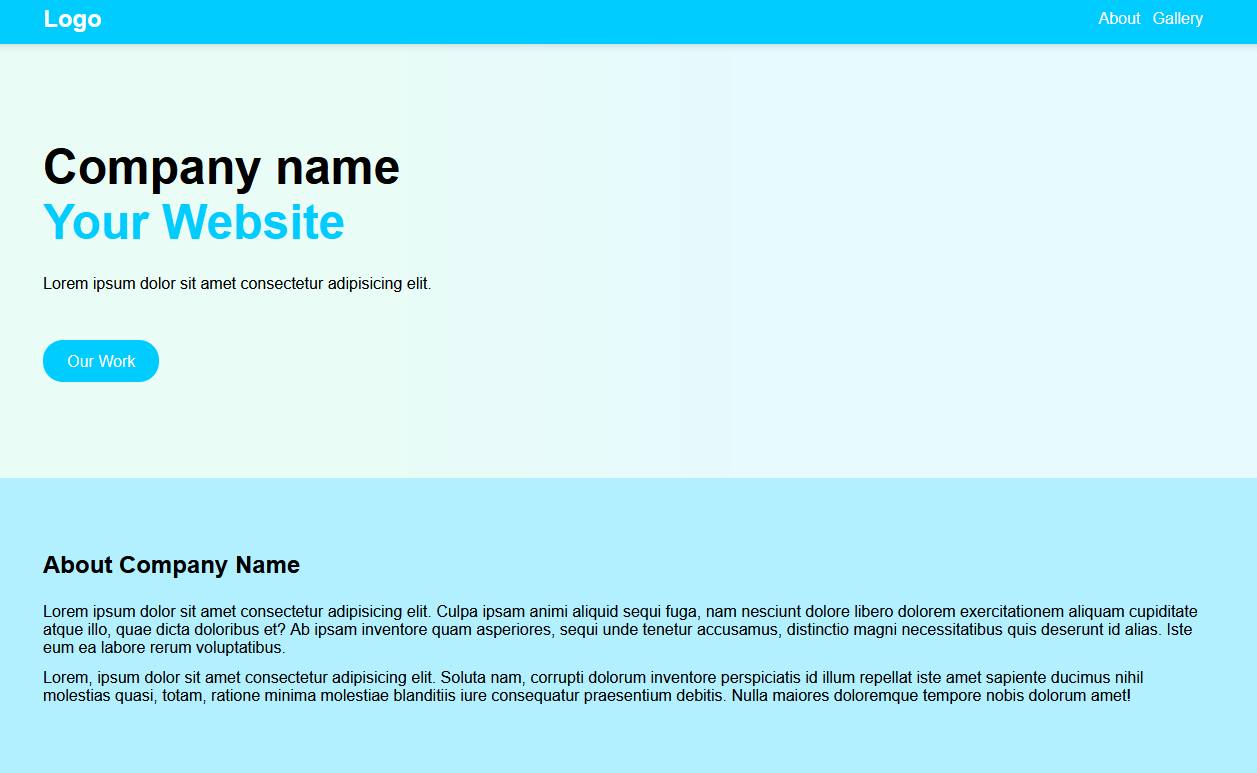 Logo
About Gallery
Company name
Your Website
Lorem ipsum dolor sit amet consectetur adipisicing elit.
Our Work
About Company Name
Lorem ipsum dolor sit amet consectetur adipisicing elit. Culpa ipsam animi aliquid sequi fuga, nam nesciunt dolore libero dolorem exercitationem aliquam cupiditate
atque illo, quae dicta doloribus et? Ab ipsam inventore quam asperiores, sequi unde tenetur accusamus, distinctio magni necessitatibus quis deserunt id alias. Iste
eum ea labore rerum voluptatibus.
Lorem, ipsum dolor sit amet consectetur adipisicing elit. Soluta nam, corrupti dolorum inventore perspiciatis id illum repellat iste amet sapiente ducimus nihil
molestias quasi, totam, ratione minima molestiae blanditiis iure consequatur praesentium debitis. Nulla maiores doloremque tempore nobis dolorum amet!